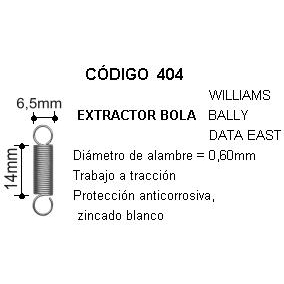 CÓDIGO 404
6,5mm
14mm
EXTRACTOR BOLA
WILLIAMS
BALLY
DATA EAST
Diámetro de alambre = 0,60mm
Trabajo a tracción
Protección anticorrosiva,
zincado blanco